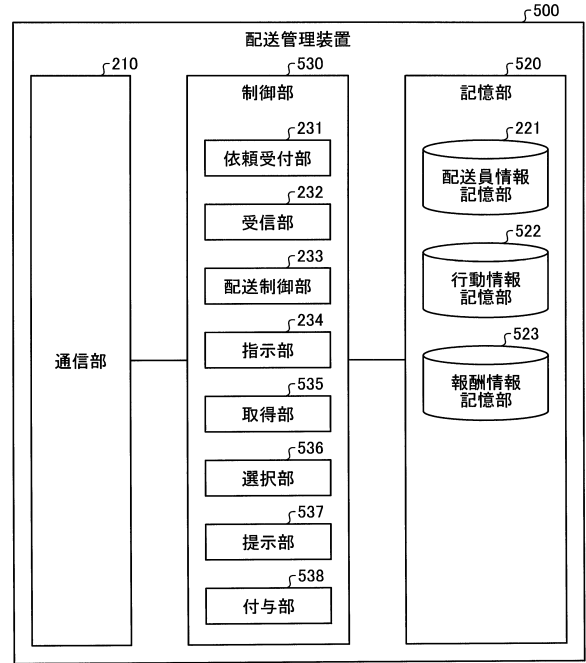 500
配送管理装置
210
通信部
530
制御部
231
依頼受付部
232
受信部
233
配送制御部
234
指示部
535
取得部
536
選択部
537
提示部
538
付与部
520
記憶部
221
配送員情報
記憶部
522
行動情報
記憶部
523
報酬情報
記憶部